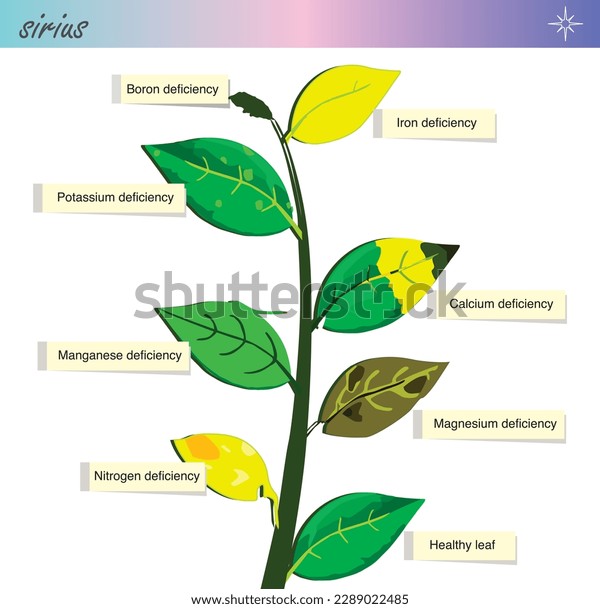 sirius
Boron deficiency
Iron deficiency
Potassium deficiency
Calcium deficiency
Manganese deficiency
Magnesium deficiency
Nitrogen deficiency
Healthy leaf
shutterstock
www.shutterstock.com · 2289022485